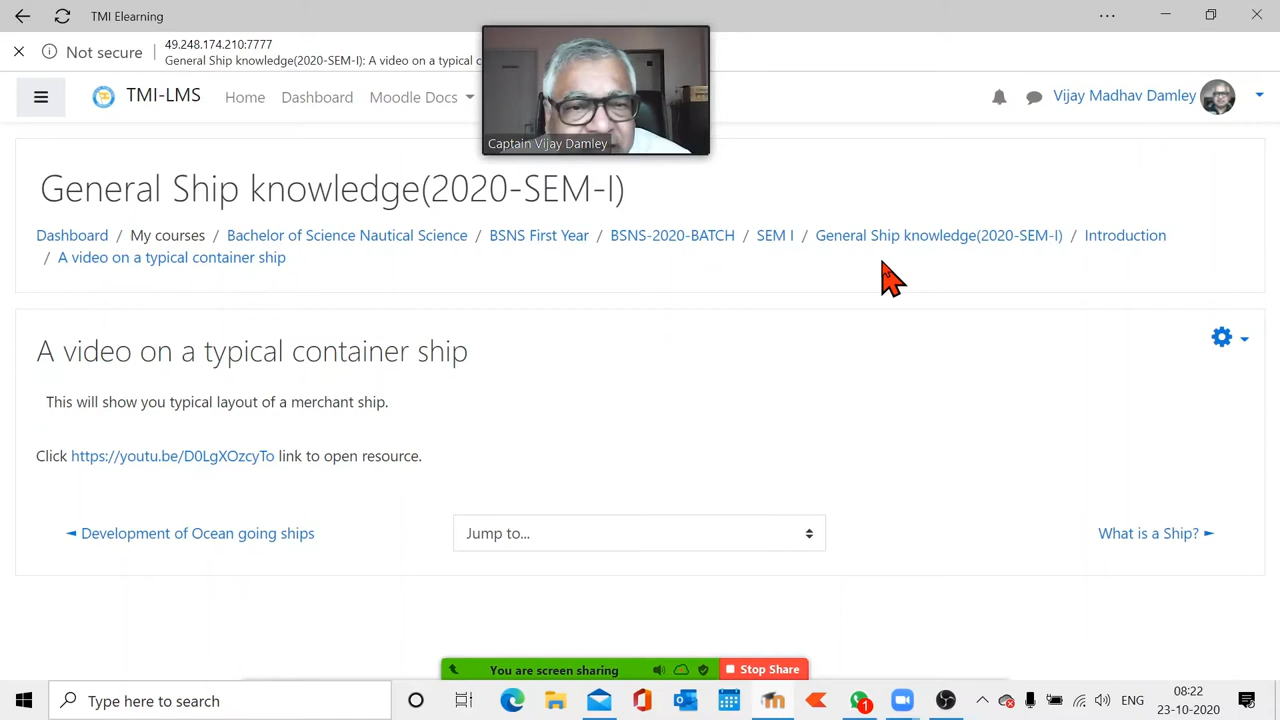 TMI Elearning
Not secure
49.248.174.210:7777
General Ship knowledge(2020-SEM-I): A video on a typical c
TMI-LMS
Home
Dashboard
Moodle Docs
Captain Vijay Damley
Vijay Madhav Damley
General Ship knowledge(2020-SEM-I)
Dashboard / My courses / Bachelor of Science Nautical Science / BSNS First Year / BSNS-2020-BATCH / SEM I / General Ship knowledge(2020-SEM-I) / Introduction
/ A video on a typical container ship
A video on a typical container ship
This will show you typical layout of a merchant ship.
Click https://youtu.be/D0LgXOzcyTo link to open resource.
◄ Development of Ocean going ships
Jump to...
What is a Ship? ►
You are screen sharing
Stop Share
Type here to search
1
ENG
08:22
23-10-2020